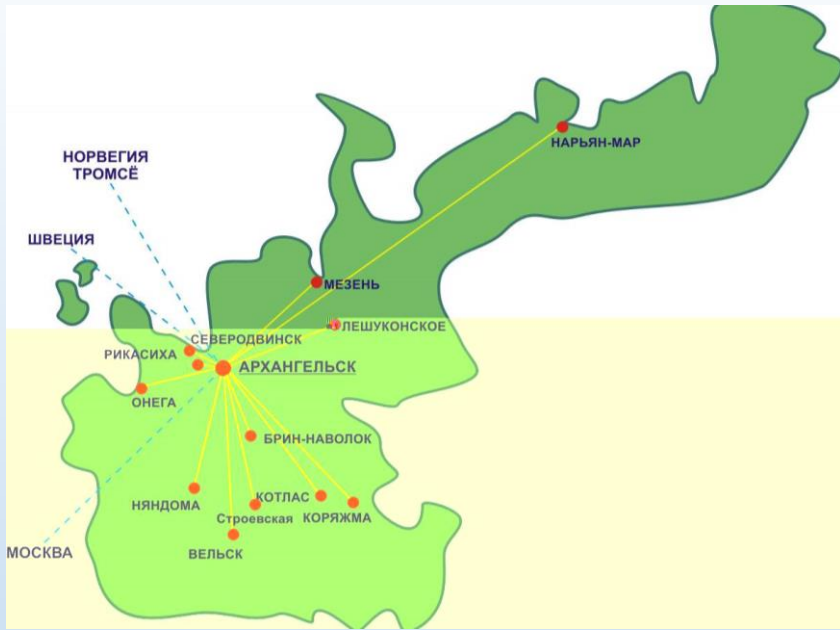 НОРВЕГИЯ
ТРОМСЁ
НАРЬЯН-МАР
ШВЕЦИЯ
МЕЗЕНЬ
ЛЕШУКОНСКОЕ
СЕВЕРОДВИНСК
РИКАСИХА
АРХАНГЕЛЬСК
ОНЕГА
БРИН-НАВОЛОК
КОТЛАС
НЯНДОМА
Строевская
КОРЯЖМА
МОСКВА
ВЕЛЬСК